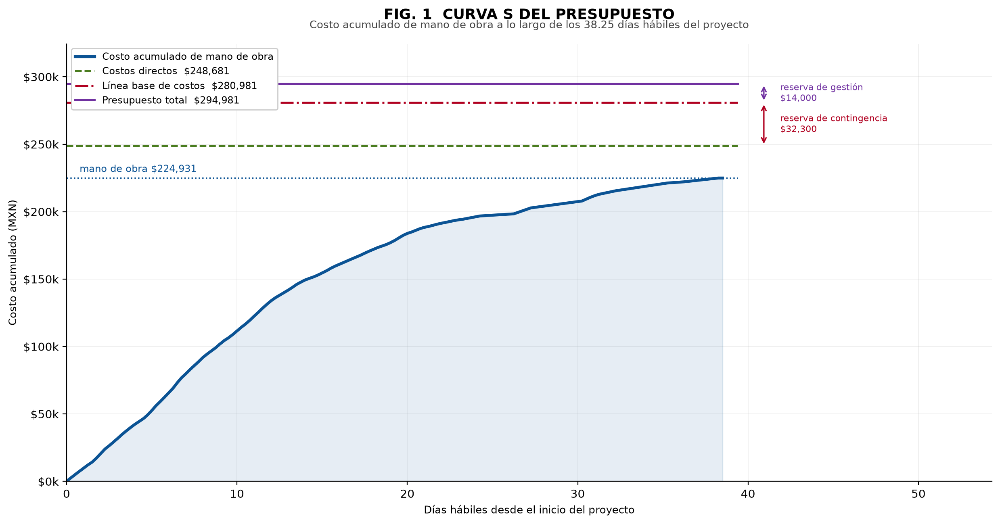 FIG. 1  CURVA S DEL PRESUPUESTO
Costo acumulado de mano de obra a lo largo de los 38.25 días hábiles del proyecto
Costo acumulado de mano de obra
Costos directos  $248,681
Línea base de costos  $280,981
Presupuesto total  $294,981
reserva de gestión
$14,000
reserva de contingencia
$32,300
mano de obra $224,931
Costo acumulado (MXN)
$300k
$250k
$200k
$150k
$100k
$50k
$0k
0 10 20 30 40 50
Días hábiles desde el inicio del proyecto